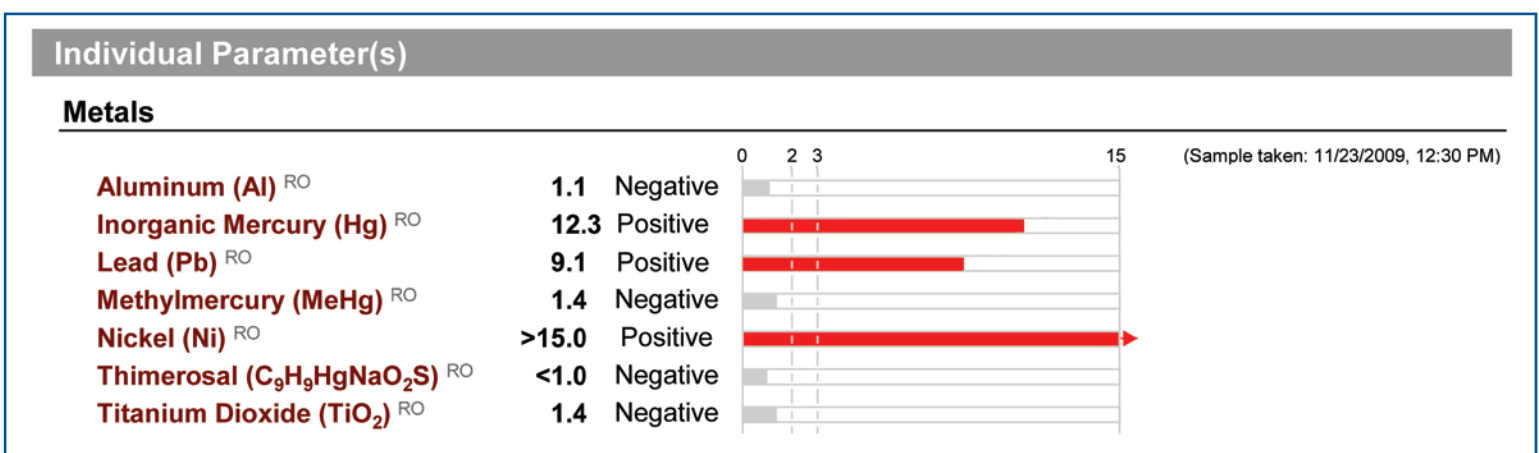 Individual Parameter(s)
Metals
0 2 3 15 (Sample taken: 11/23/2009, 12:30 PM)
Aluminum (Al) RO 1.1 Negative
Inorganic Mercury (Hg) RO 12.3 Positive
Lead (Pb) RO 9.1 Positive
Methylmercury (MeHg) RO 1.4 Negative
Nickel (Ni) RO >15.0 Positive
Thimerosal (C₉H₉HgNaO₂S) RO <1.0 Negative
Titanium Dioxide (TiO₂) RO 1.4 Negative